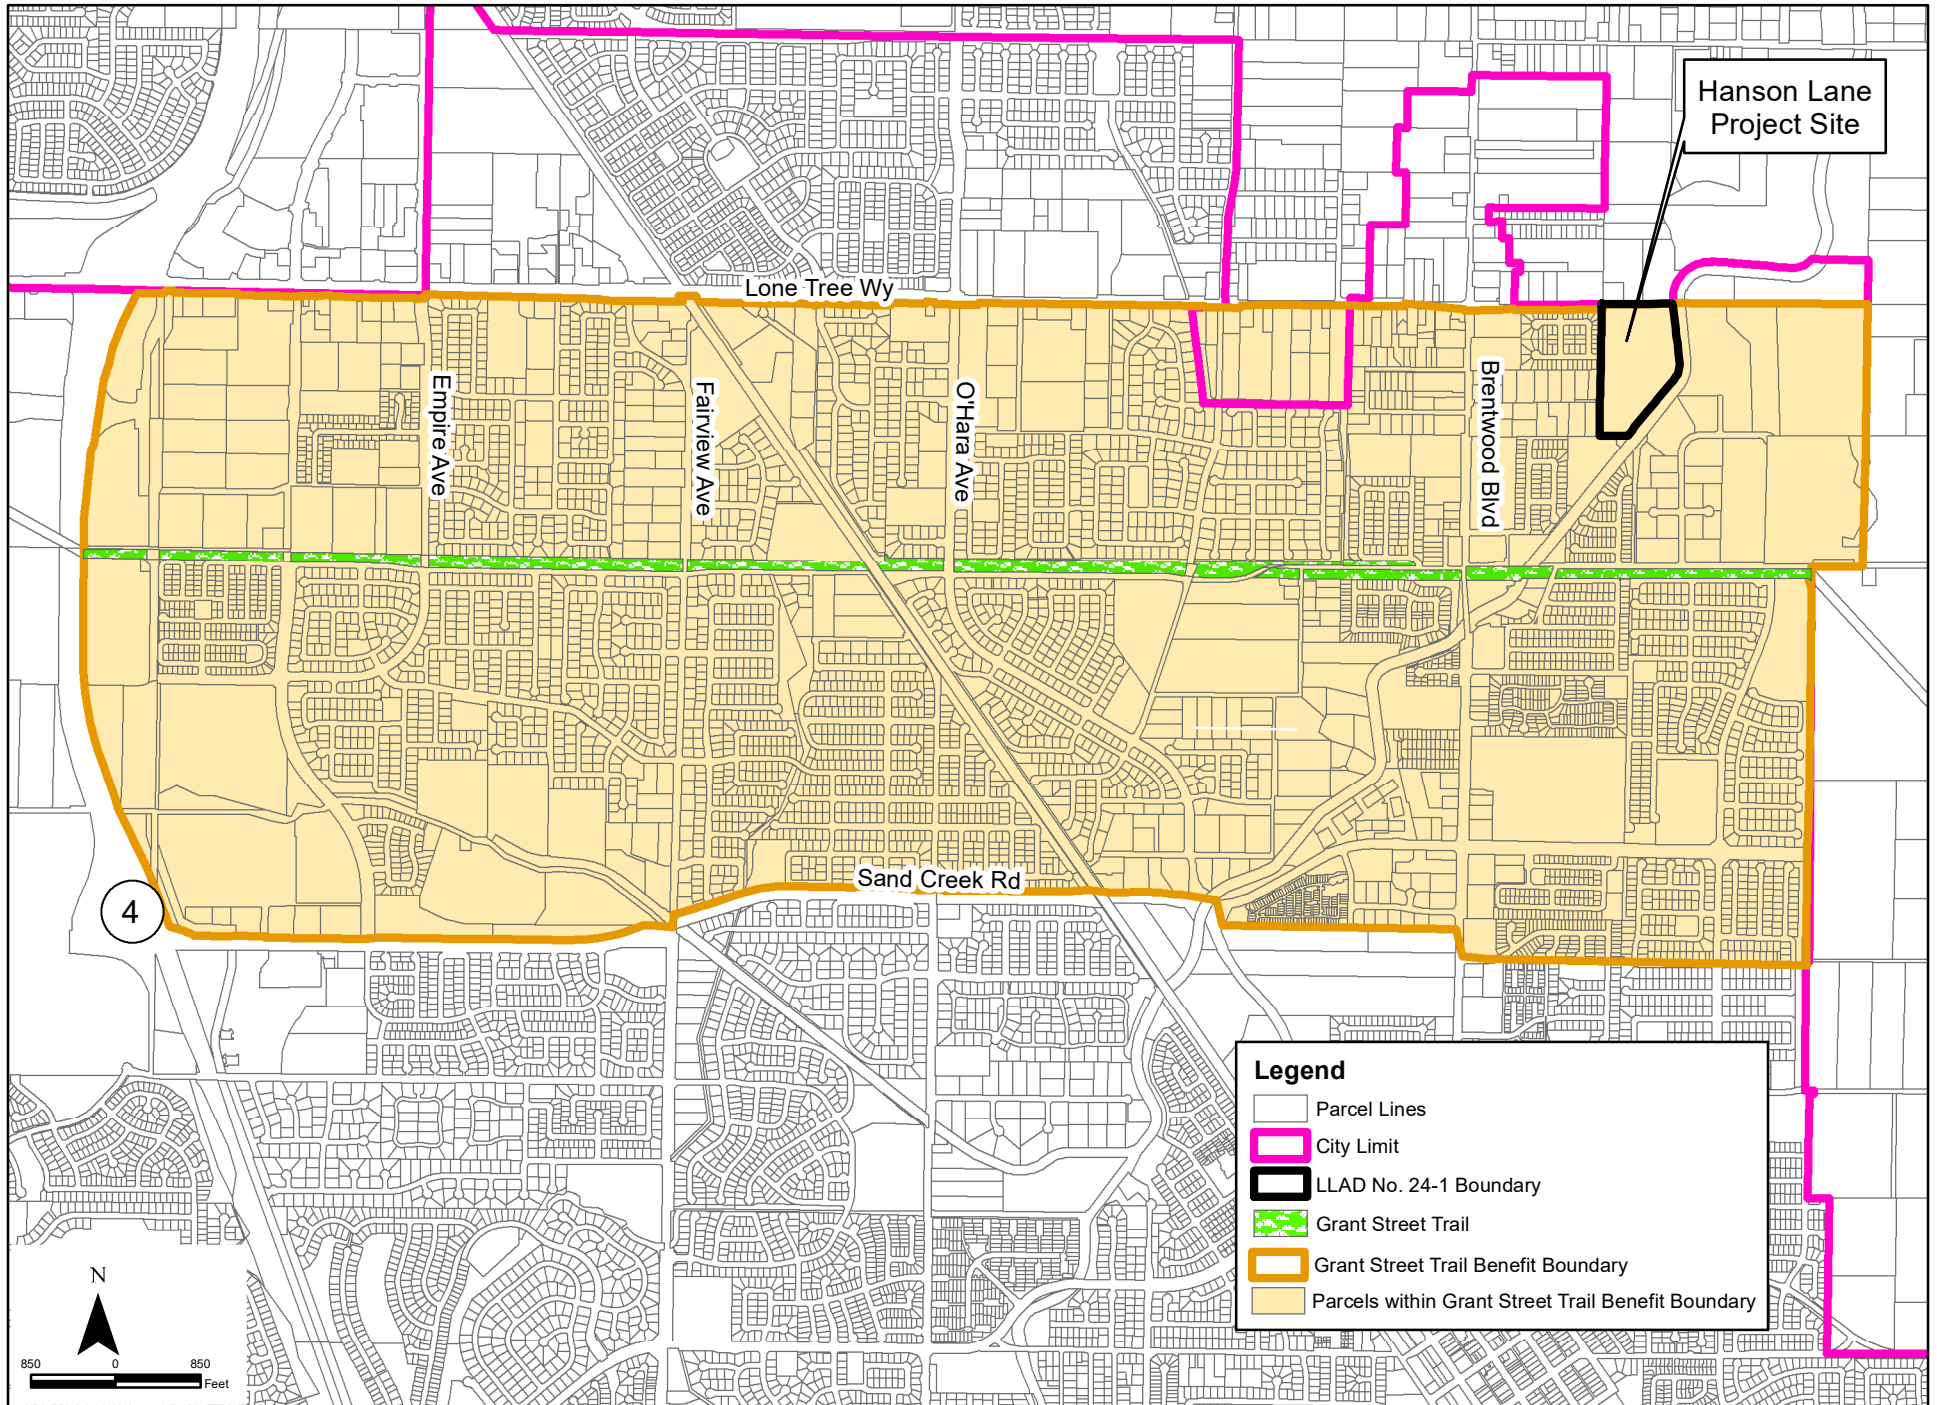 Hanson Lane
Project Site
Lone Tree Wy
Empire Ave
Fairview Ave
O'Hara Ave
Brentwood Blvd
Sand Creek Rd
4
Legend
Parcel Lines
City Limit
LLAD No. 24-1 Boundary
Grant Street Trail
Grant Street Trail Benefit Boundary
Parcels within Grant Street Trail Benefit Boundary
N
850 0 850
Feet